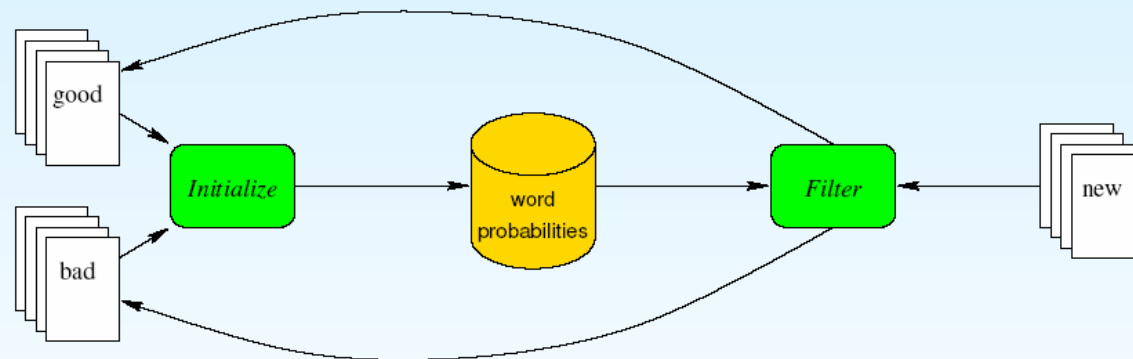 good
Initialize
word
probabilities
Filter
new
bad